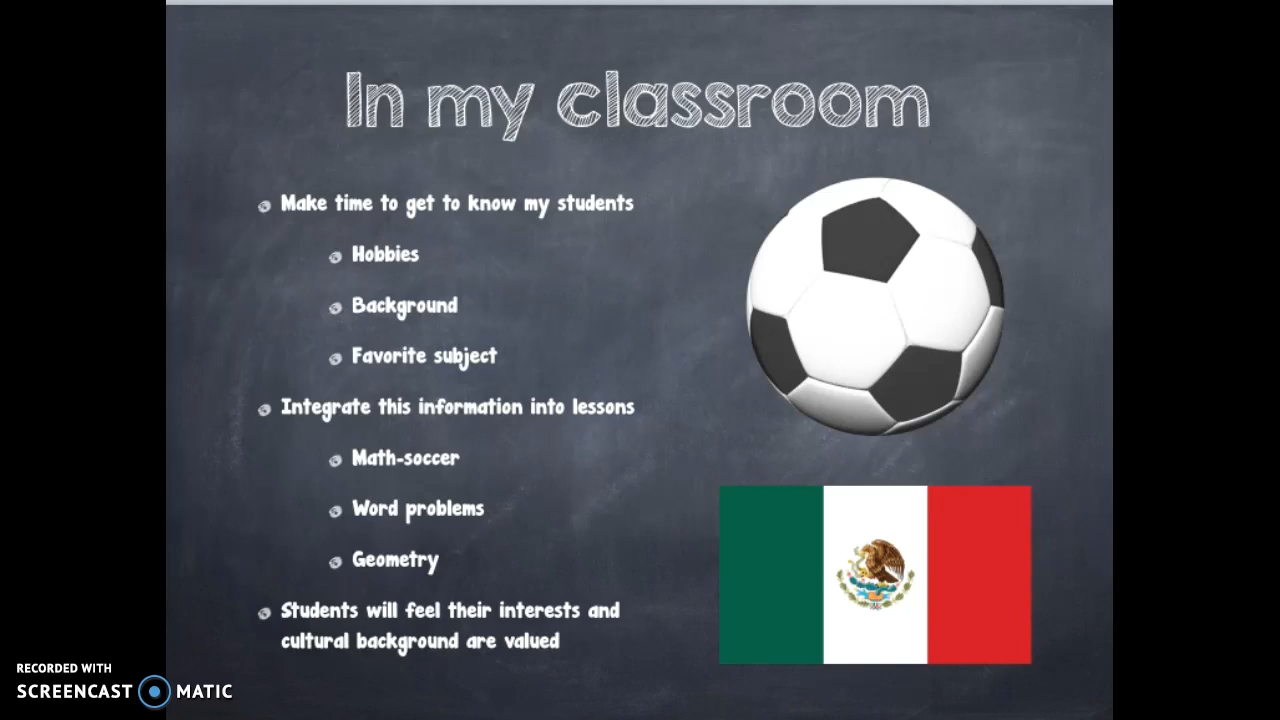 In my classroom
Make time to get to know my students
Hobbies
Background
Favorite subject
Integrate this information into lessons
Math-soccer
Word problems
Geometry
Students will feel their interests and
cultural background are valued
RECORDED WITH
SCREENCAST MATIC